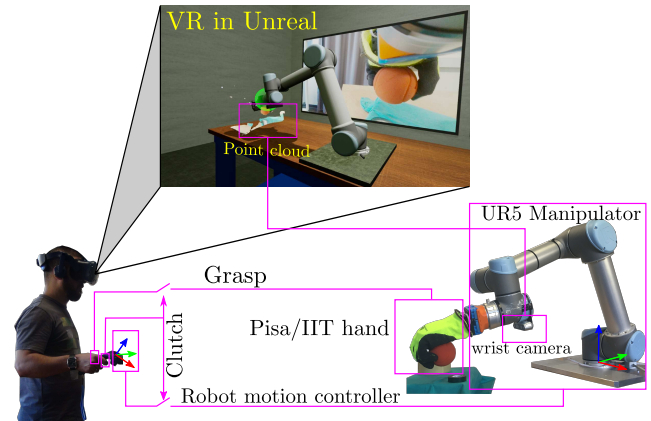 VR in Unreal
Point cloud
UR5 Manipulator
Grasp
Pisa/IIT hand
wrist camera
Clutch
Robot motion controller